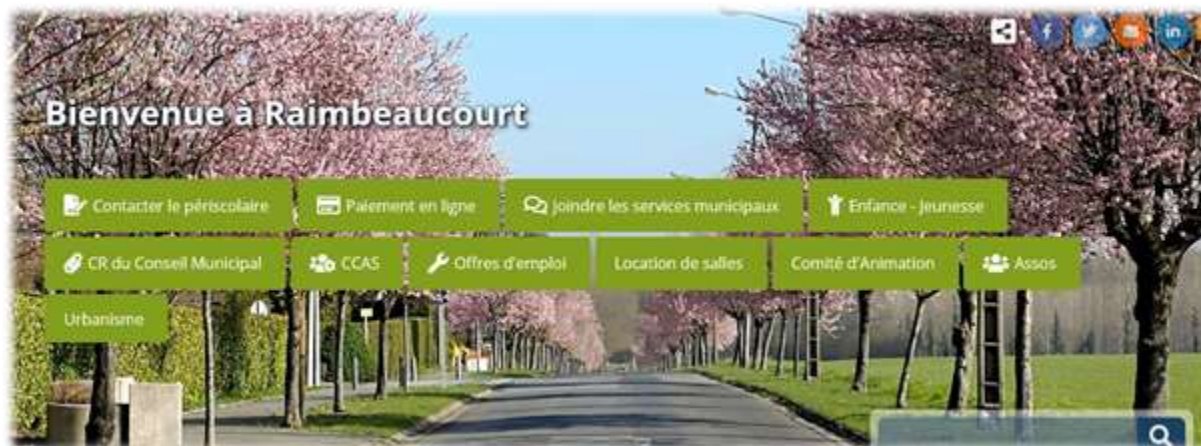 Bienvenue à Raimbeaucourt
Contacter le périscolaire Paiement en ligne Joindre les services municipaux Enfance - Jeunesse
CR du Conseil Municipal CCAS Offres d'emploi Location de salles Comité d'Animation Assos
Urbanisme